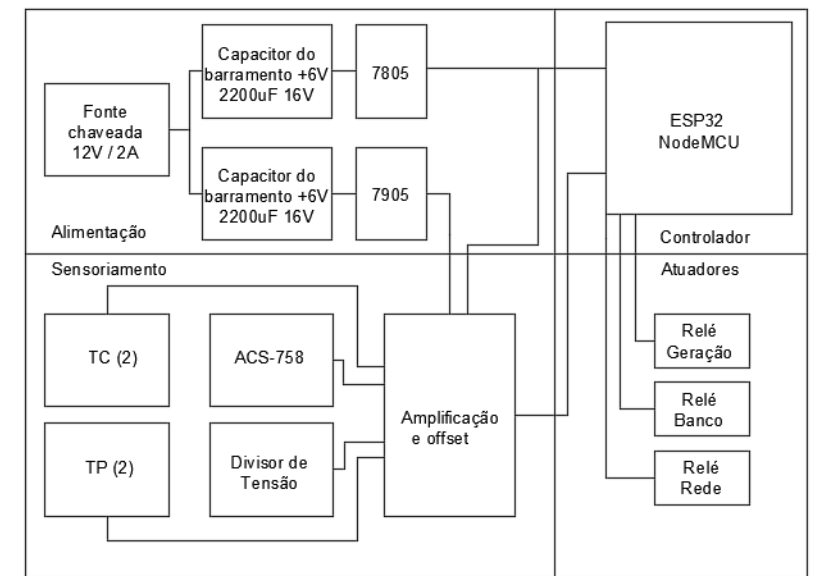 Fonte
chaveada
12V / 2A
Capacitor do
barramento +6V
2200uF 16V
7805
Capacitor do
barramento +6V
2200uF 16V
7905
Alimentação
ESP32
NodeMCU
Controlador
Sensoriamento
TC (2)
ACS-758
TP (2)
Divisor de
Tensão
Amplificação
e offset
Atuadores
Relé
Geração
Relé
Banco
Relé
Rede